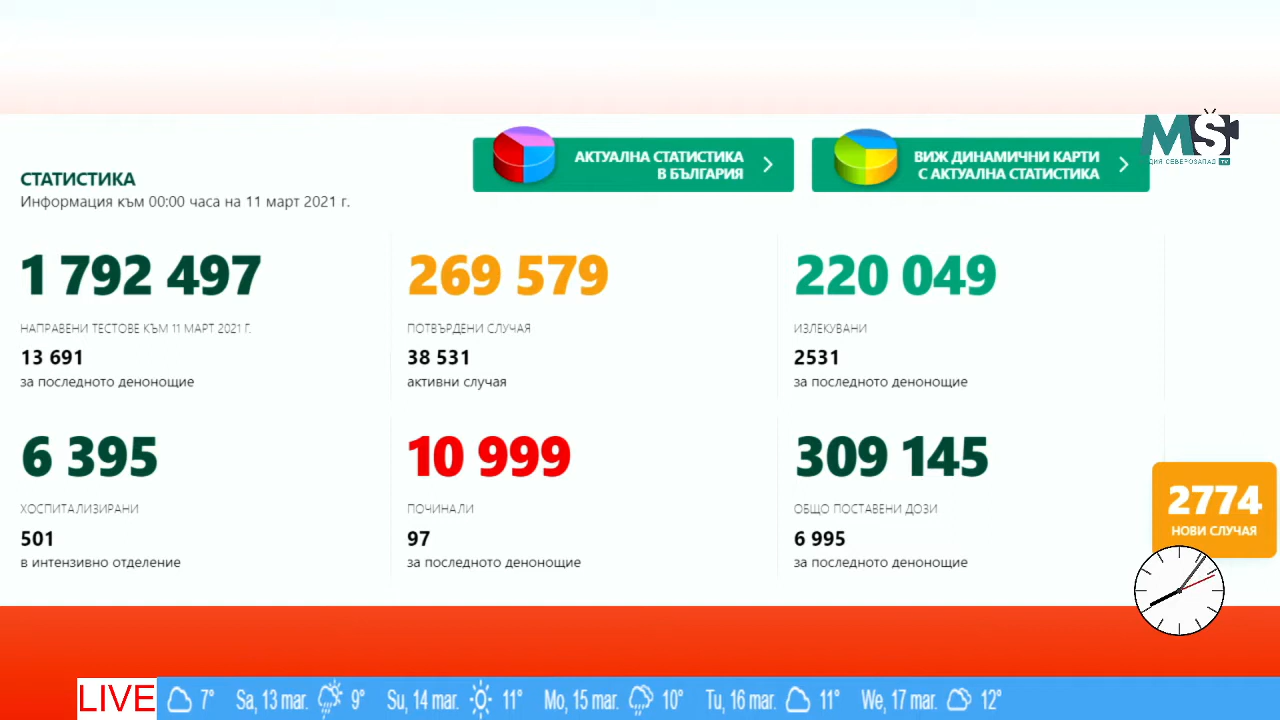 MS
ДИЯ СЕВЕРОЗАПАД TV
АКТУАЛНА СТАТИСТИКА
В БЪЛГАРИЯ
ВИЖ ДИНАМИЧНИ КАРТИ
С АКТУАЛНА СТАТИСТИКА
СТАТИСТИКА
Информация към 00:00 часа на 11 март 2021 г.
1 792 497
НАПРАВЕНИ ТЕСТОВЕ КЪМ 11 МАРТ 2021 Г.
13 691
за последното денонощие
269 579
ПОТВЪРДЕНИ СЛУЧАЯ
38 531
активни случая
220 049
ИЗЛЕКУВАНИ
2531
за последното денонощие
6 395
ХОСПИТАЛИЗИРАНИ
501
в интензивно отделение
10 999
ПОЧИНАЛИ
97
за последното денонощие
309 145
ОБЩО ПОСТАВЕНИ ДОЗИ
6 995
за последното денонощие
2774
НОВИ СЛУЧАЯ
LIVE 7° Sa, 13 mar. 9° Su, 14 mar. 11° Mo, 15 mar. 10° Tu, 16 mar. 11° We, 17 mar. 12°